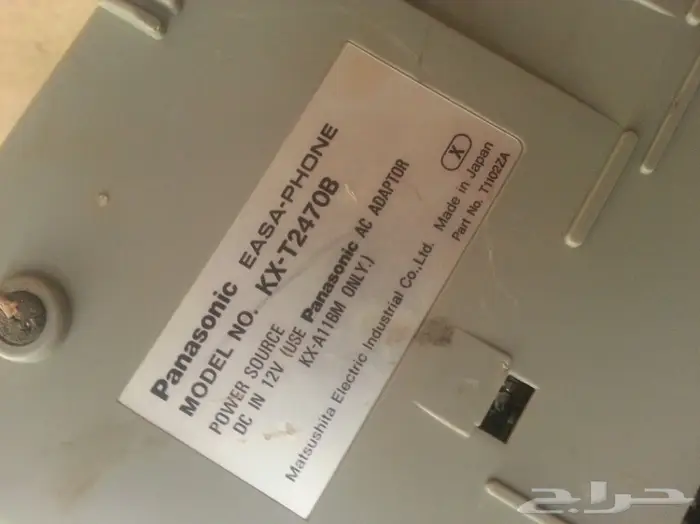 Panasonic EASA-PHONE
MODEL NO. KX-T2470B
POWER SOURCE
DC IN 12V (USE Panasonic AC ADAPTOR
KX-A11BM ONLY.)
Matsushita Electric Industrial Co., Ltd. Made in Japan
Part No. T1102ZA
X
حراج